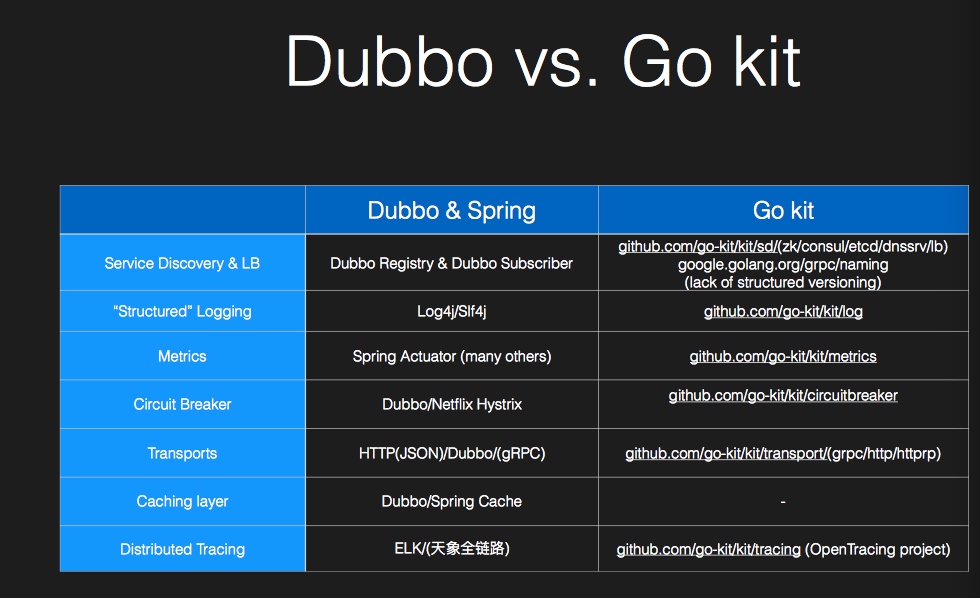 Dubbo vs. Go kit
Dubbo & Spring
Go kit
Service Discovery & LB
Dubbo Registry & Dubbo Subscriber
github.com/go-kit/kit/sd/(zk/consul/etcd/dnssrv/lb)
google.golang.org/grpc/naming
(lack of structured versioning)
“Structured” Logging
Log4j/Slf4j
github.com/go-kit/kit/log
Metrics
Spring Actuator (many others)
github.com/go-kit/kit/metrics
Circuit Breaker
Dubbo/Netflix Hystrix
github.com/go-kit/kit/circuitbreaker
Transports
HTTP(JSON)/Dubbo/(gRPC)
github.com/go-kit/kit/transport/(grpc/http/httprp)
Caching layer
Dubbo/Spring Cache
-
Distributed Tracing
ELK/(天象全链路)
github.com/go-kit/kit/tracing (OpenTracing project)